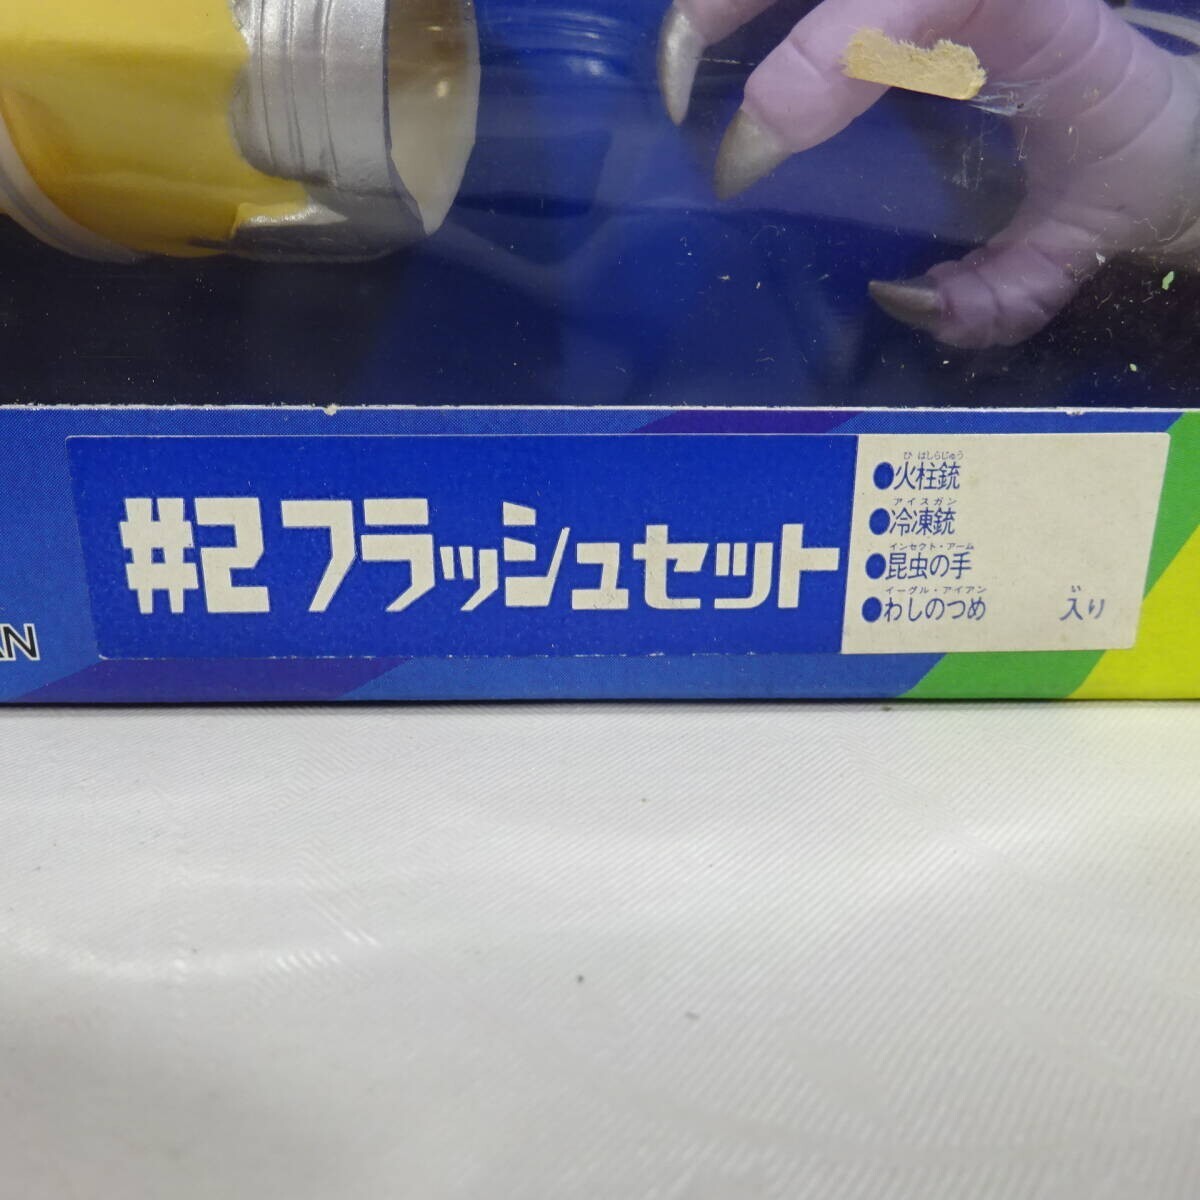 #2フラッシュセット
ひ はしらじゅう
●火柱銃
アイスガン
●冷凍銃
インセクト・アーム
●昆虫の手
イーグル・アイアン
●わしのつめ
い
入り
AN